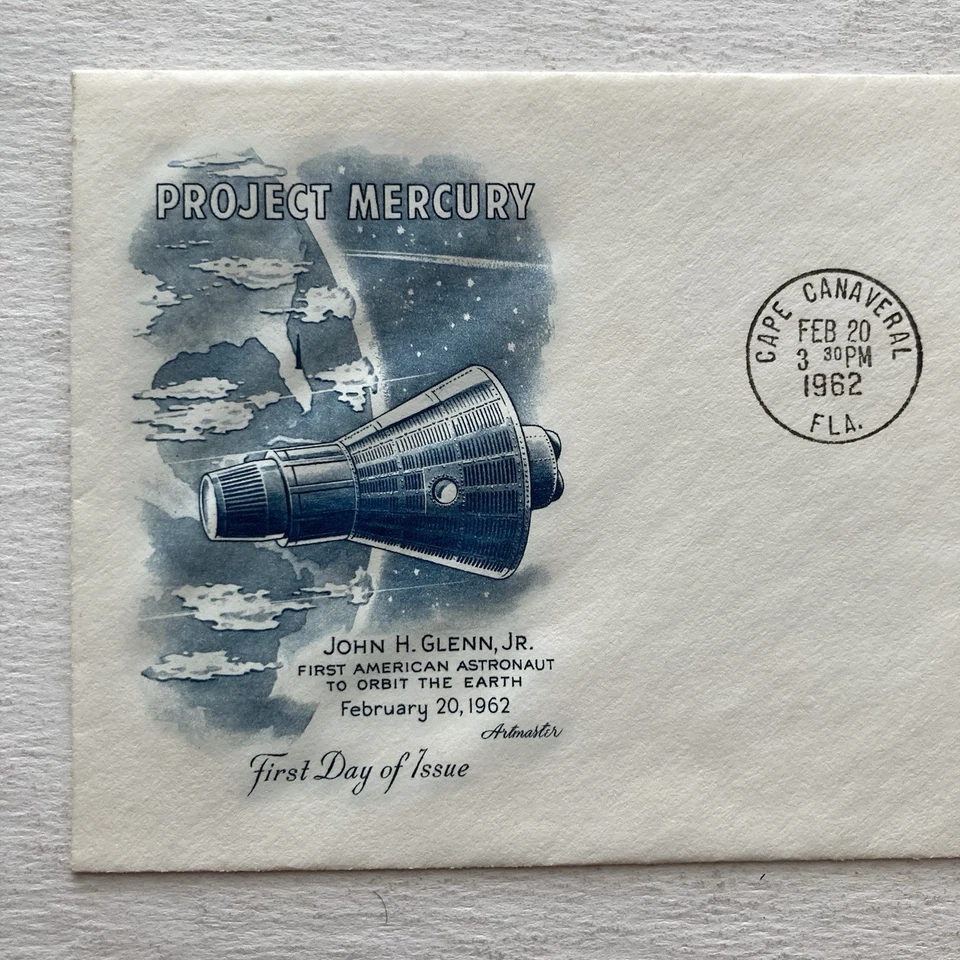 PROJECT MERCURY
CAPE CANAVERAL
FEB 20
3 30 PM
1962
FLA.
JOHN H. GLENN, JR.
FIRST AMERICAN ASTRONAUT
TO ORBIT THE EARTH
February 20, 1962
Artmaster
First Day of Issue